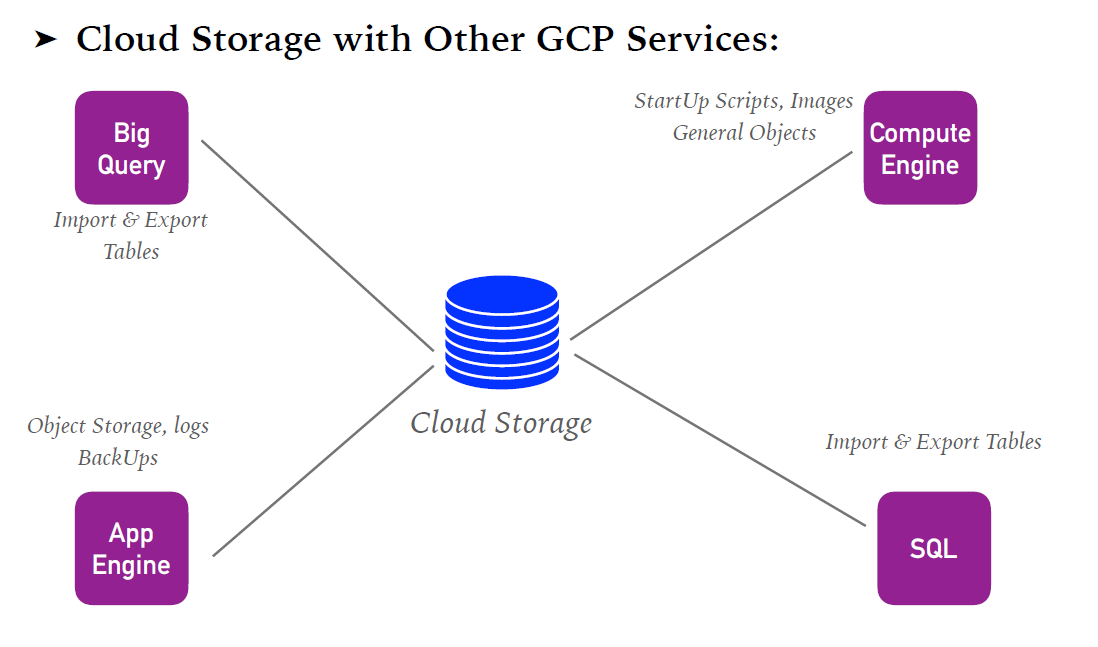 ➤ Cloud Storage with Other GCP Services:
Big
Query
Import & Export
Tables
StartUp Scripts, Images
General Objects
Compute
Engine
Cloud Storage
Object Storage, logs
BackUps
App
Engine
Import & Export Tables
SQL